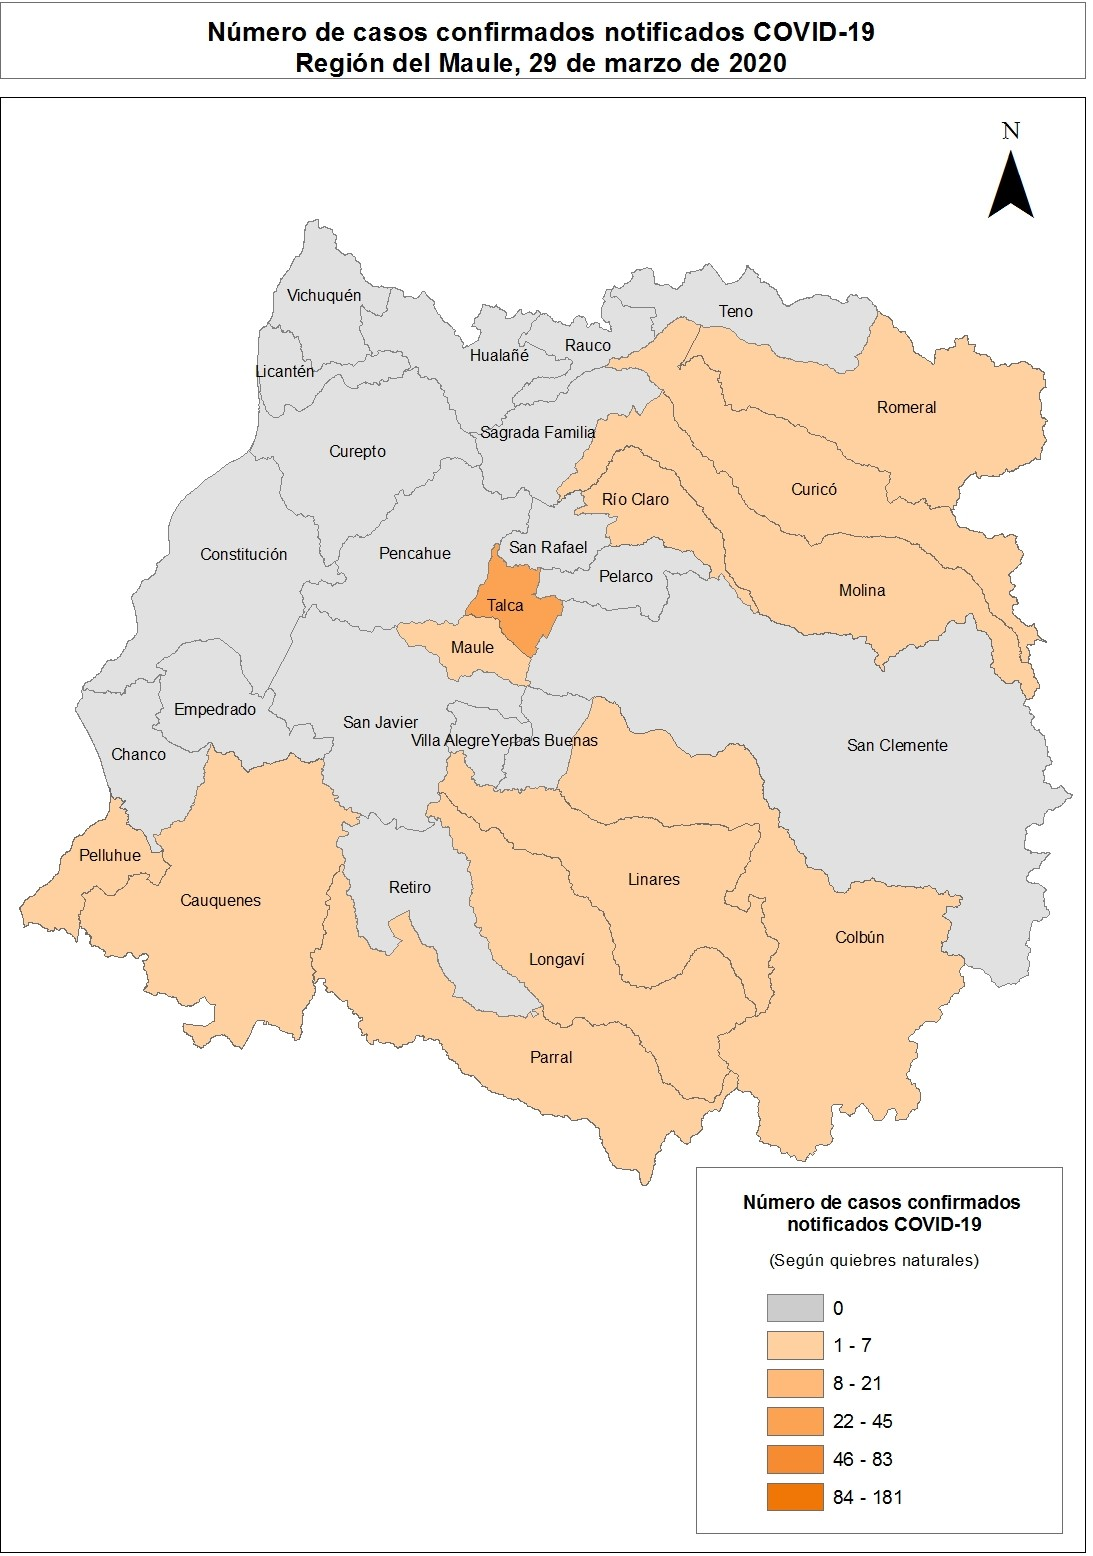 Número de casos confirmados notificados COVID-19
Región del Maule, 29 de marzo de 2020
N
Vichuquén
Teno
Rauco
Hualañé
Licantén
Romeral
Sagrada Familia
Curepto
Curicó
Río Claro
San Rafael
Constitución
Pencahue
Pelarco
Molina
Talca
Maule
Empedrado
San Javier
Villa Alegre
Yerbas Buenas
San Clemente
Chanco
Pelluhue
Linares
Retiro
Cauquenes
Colbún
Longaví
Parral
Número de casos confirmados
notificados COVID-19
(Según quiebres naturales)
0
1 - 7
8 - 21
22 - 45
46 - 83
84 - 181